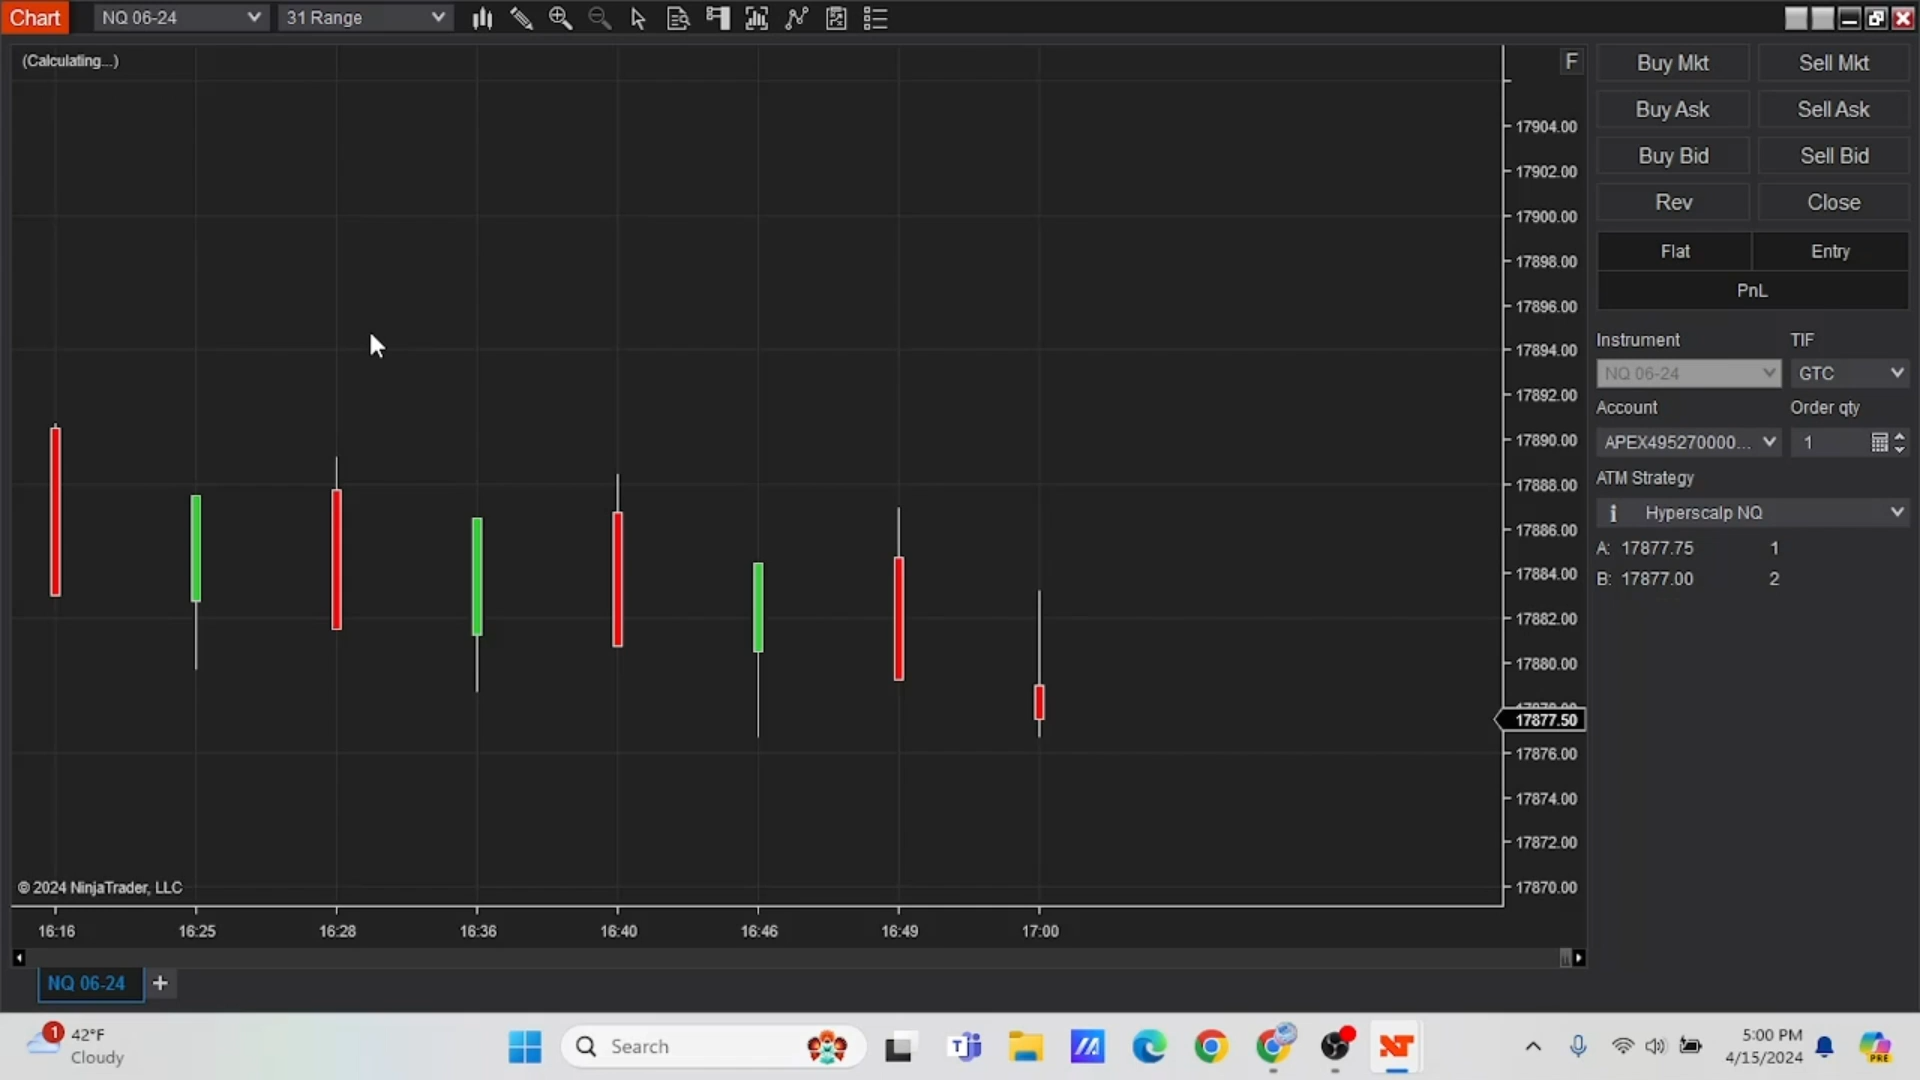 Chart NQ 06-24 31 Range
(Calculating...)
F
Buy Mkt Sell Mkt
Buy Ask Sell Ask
Buy Bid Sell Bid
Rev Close
Flat Entry
PnL
Instrument TIF
NQ 06-24 GTC
Account Order qty
APEX495270000... 1
ATM Strategy
i Hyperscalp NQ
A: 17877.75 1
B: 17877.00 2
17904.00
17902.00
17900.00
17898.00
17896.00
17894.00
17892.00
17890.00
17888.00
17886.00
17884.00
17882.00
17880.00
17877.50
17876.00
17874.00
17872.00
17870.00
© 2024 NinjaTrader, LLC
16:16 16:25 16:28 16:36 16:40 16:46 16:49 17:00
NQ 06-24 +
1 42°F
Cloudy
Search
5:00 PM
4/15/2024
PRE